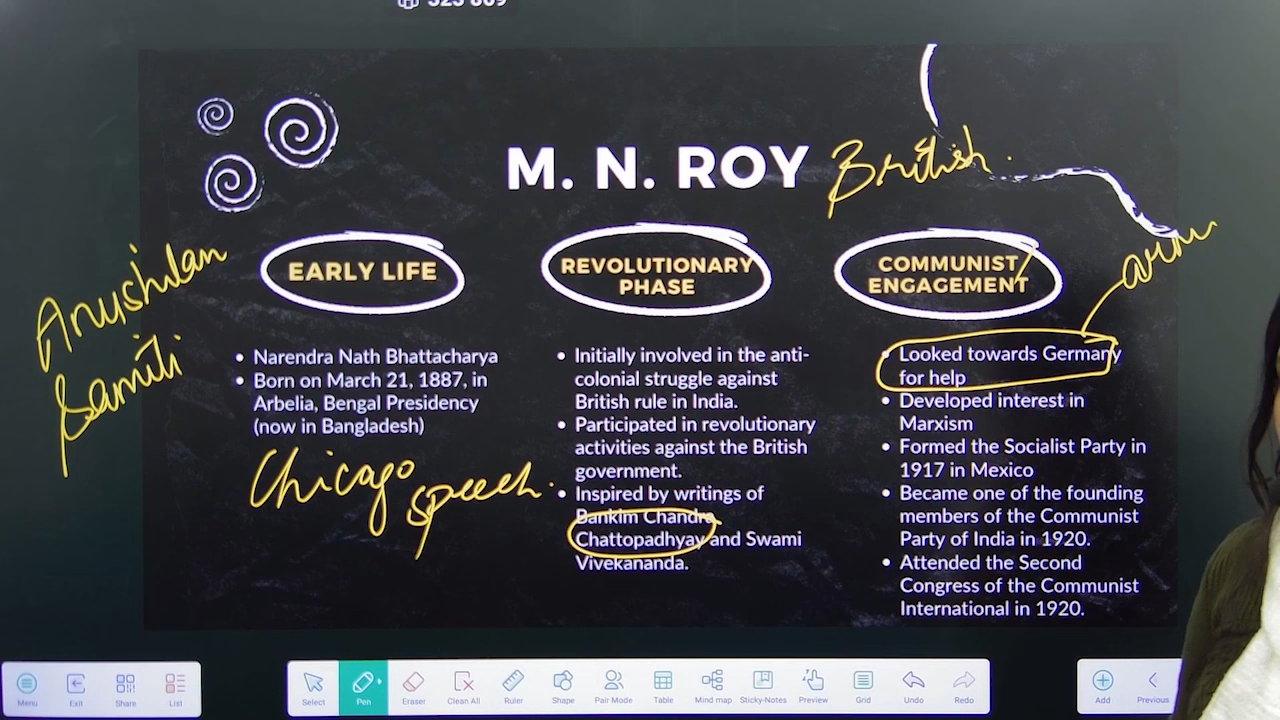 M. N. ROY
British.
Anushilan
Samiti
EARLY LIFE
• Narendra Nath Bhattacharya
• Born on March 21, 1887, in
Arbelia, Bengal Presidency
(now in Bangladesh)
Chicago
speech.
REVOLUTIONARY
PHASE
• Initially involved in the anti-
colonial struggle against
British rule in India.
• Participated in revolutionary
activities against the British
government.
• Inspired by writings of
Bankim Chandra
Chattopadhyay and Swami
Vivekananda.
COMMUNIST
ENGAGEMENT
• Looked towards Germany
for help
• Developed interest in
Marxism
• Formed the Socialist Party in
1917 in Mexico
• Became one of the founding
members of the Communist
Party of India in 1920.
• Attended the Second
Congress of the Communist
International in 1920.
Menu
Exit
Share
List
Select
Pen
Eraser
Clean All
Ruler
Shape
Pair Mode
Table
Mind map
Sticky-Notes
Preview
Grid
Undo
Redo
Add
Previous